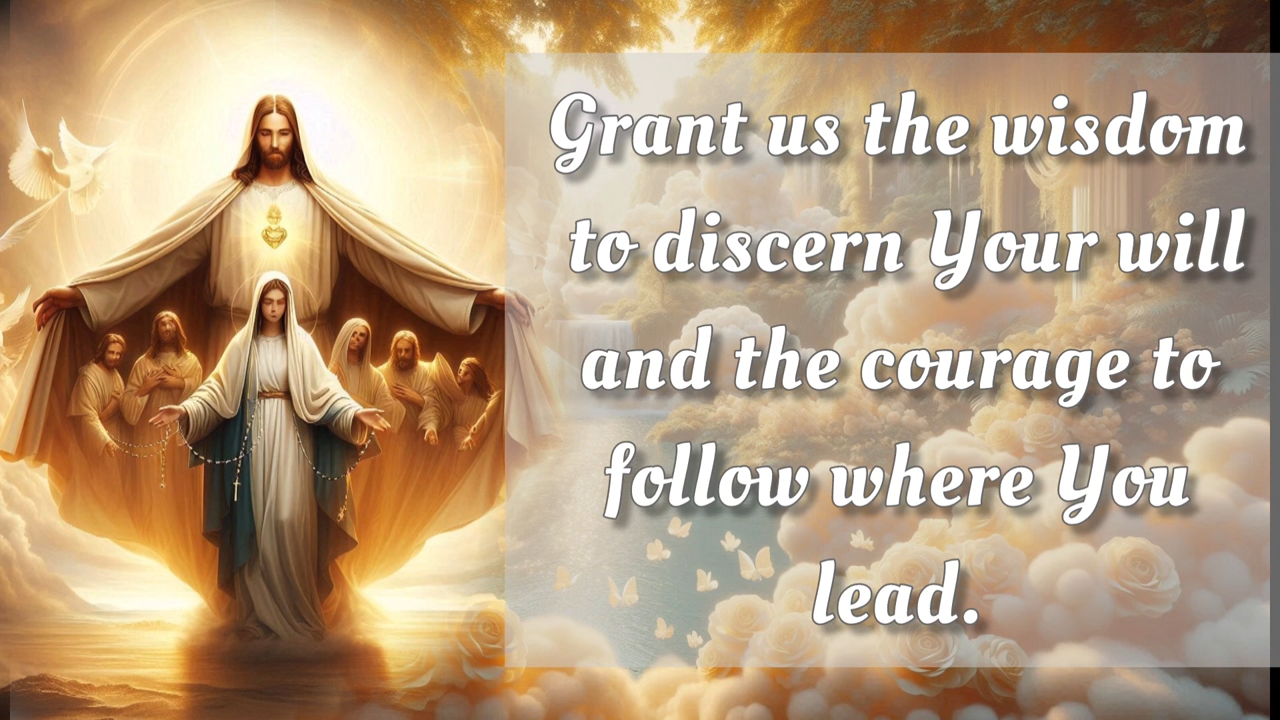 Grant us the wisdom
to discern Your will
and the courage to
follow where You
lead.